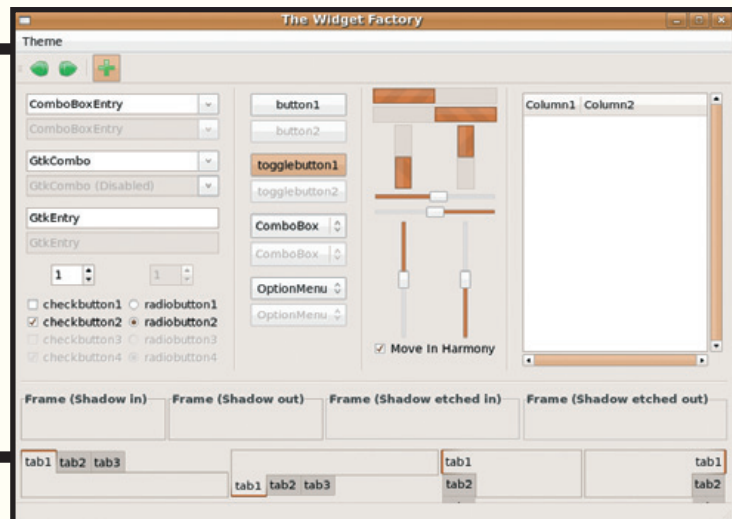 The Widget Factory
Theme
ComboBoxEntry
ComboBoxEntry
GtkCombo
GtkCombo (Disabled)
GtkEntry
GtkEntry
1 1
checkbutton1 radiobutton1
checkbutton2 radiobutton2
checkbutton3 radiobutton3
checkbutton4 radiobutton4
button1
button2
togglebutton1
togglebutton2
ComboBox
ComboBox
OptionMenu
OptionMenu
Move In Harmony
Column1 Column2
Frame (Shadow in) Frame (Shadow out) Frame (Shadow etched in) Frame (Shadow etched out)
tab1 tab2 tab3
tab1 tab2 tab3
tab1
tab2
tab1
tab2